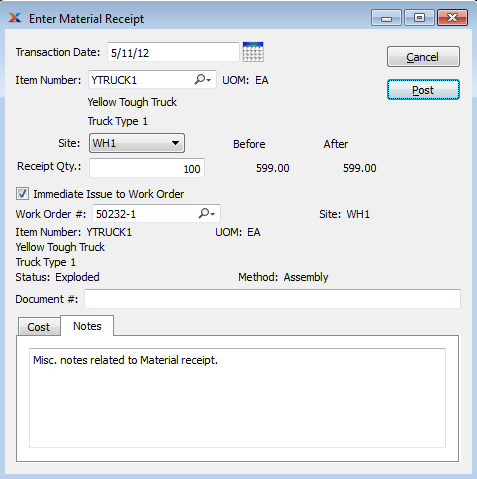 Enter Material Receipt
Transaction Date: 5/11/12
Cancel
Item Number: YTRUCK1 UOM: EA
Post
Yellow Tough Truck
Truck Type 1
Site: WH1 Before After
Receipt Qty.: 100 599.00 599.00
Immediate Issue to Work Order
Work Order #: 50232-1 Site: WH1
Item Number: YTRUCK1 UOM: EA
Yellow Tough Truck
Truck Type 1
Status: Exploded Method: Assembly
Document #:
Cost Notes
Misc. notes related to Material receipt.